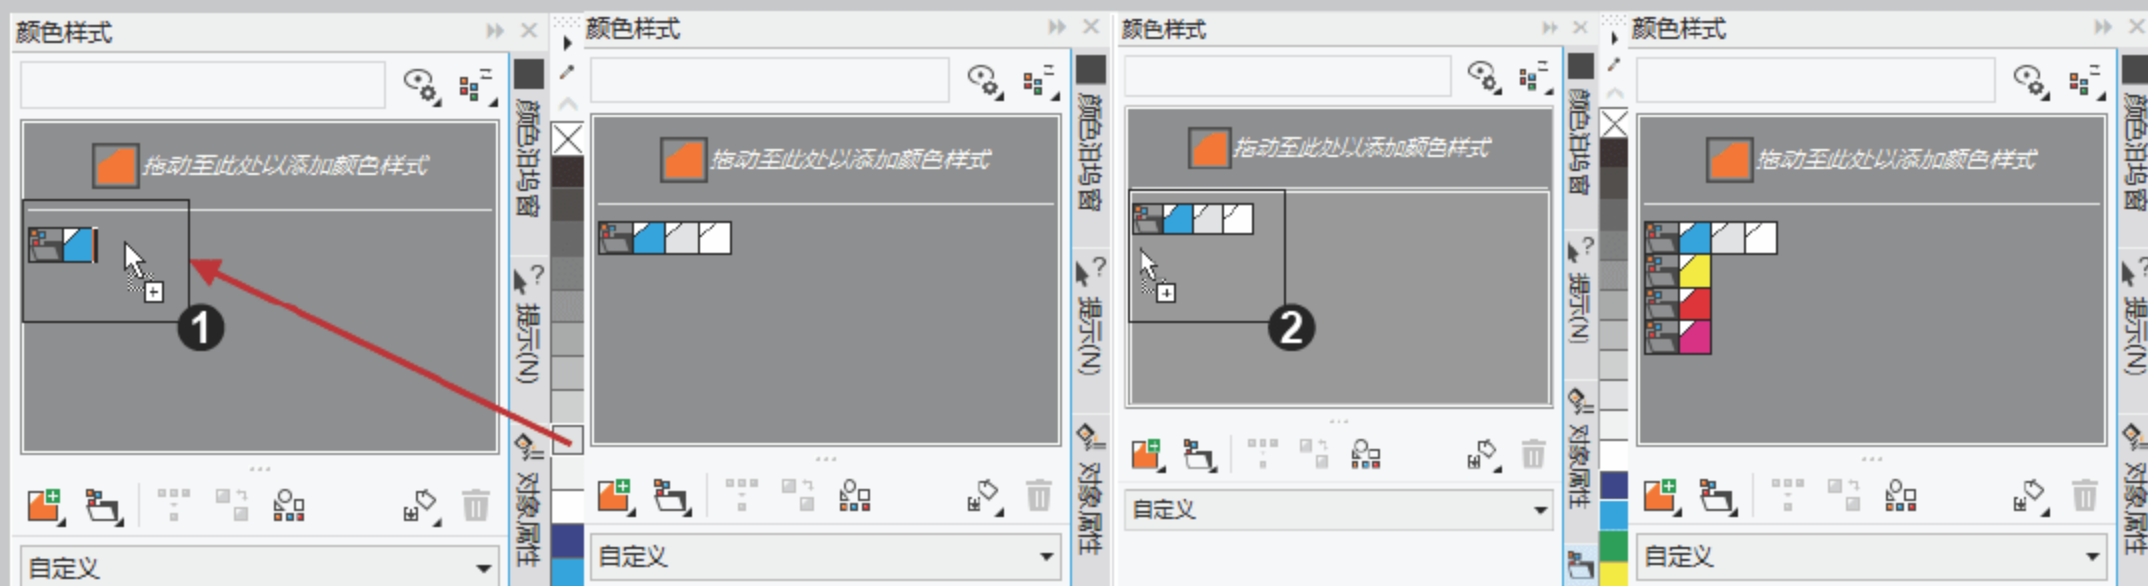 颜色样式
拖动至此处以添加颜色样式
1
自定义
颜色泊坞窗
提示(N)
对象属性
颜色样式
拖动至此处以添加颜色样式
自定义
颜色泊坞窗
提示(N)
对象属性
颜色样式
拖动至此处以添加颜色样式
2
自定义
颜色泊坞窗
提示(N)
对象属性
颜色样式
拖动至此处以添加颜色样式
自定义
颜色泊坞窗
提示(N)
对象属性